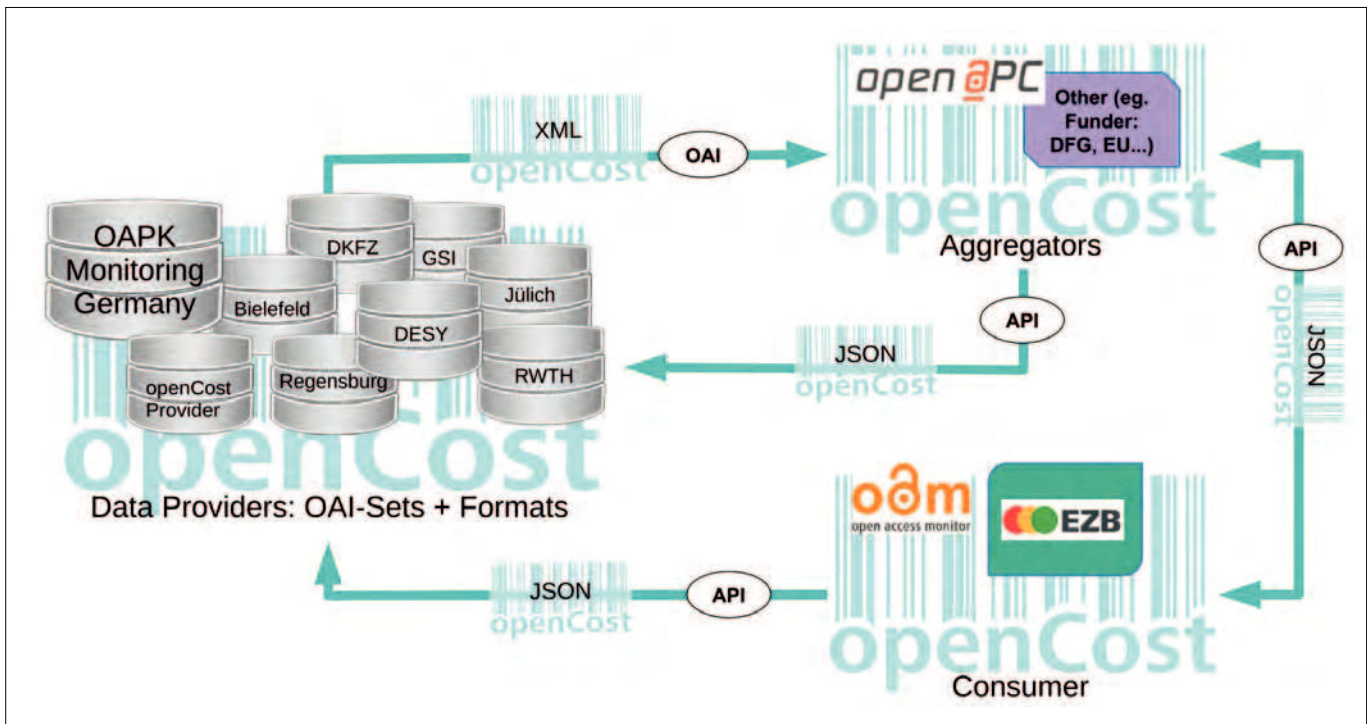 open aPC
Other (eg.
Funder:
DFG, EU...)
openCost
Aggregators
XML
openCost
OAI
OAPK
Monitoring
Germany
DKFZ
GSI
Bielefeld
Jülich
DESY
openCost
Provider
Regensburg
RWTH
openCost
Data Providers: OAI-Sets + Formats
API
JSON
openCost
API
JSON
openCost
oam
open access monitor
EZB
openCost
Consumer
JSON
openCost
API